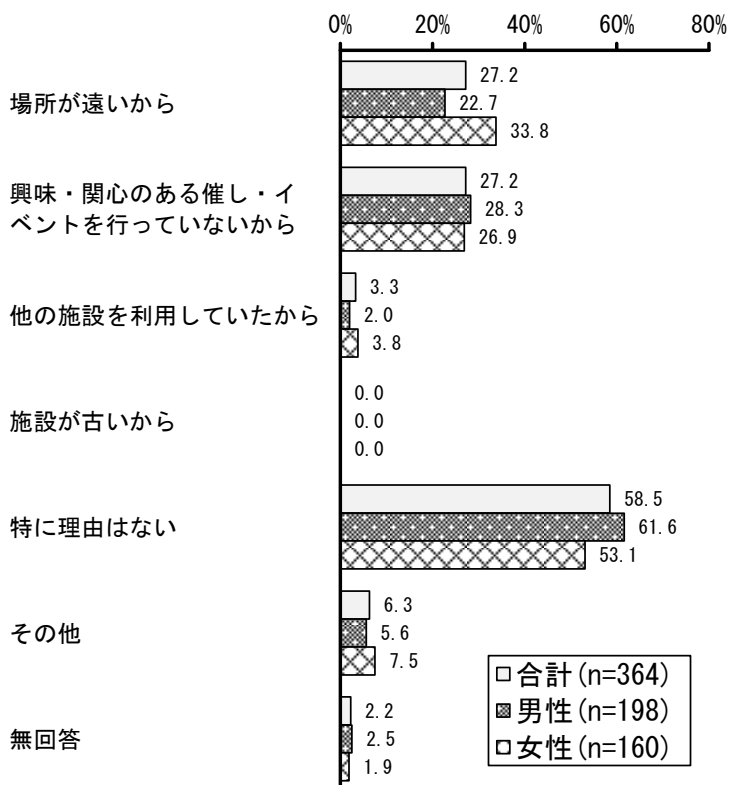 0% 20% 40% 60% 80%
場所が遠いから
27.2
22.7
33.8
興味・関心のある催し・イ
ベントを行っていないから
27.2
28.3
26.9
他の施設を利用していたから
3.3
2.0
3.8
施設が古いから
0.0
0.0
0.0
特に理由はない
58.5
61.6
53.1
その他
6.3
5.6
7.5
無回答
2.2
2.5
1.9
合計(n=364)
男性(n=198)
女性(n=160)